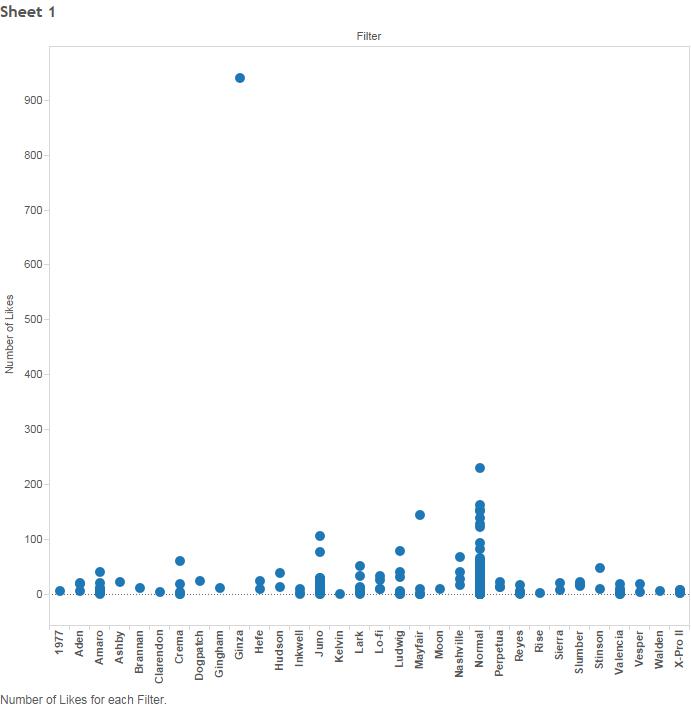 Sheet 1
Filter
900
800
700
600
500
400
300
200
100
0
Number of Likes
1977
Aden
Amaro
Ashby
Brannan
Clarendon
Crema
Dogpatch
Gingham
Ginza
Hefe
Hudson
Inkwell
Juno
Kelvin
Lark
Lo-fi
Ludwig
Mayfair
Moon
Nashville
Normal
Perpetua
Reyes
Rise
Sierra
Slumber
Stinson
Valencia
Vesper
Walden
X-Pro II
Number of Likes for each Filter.